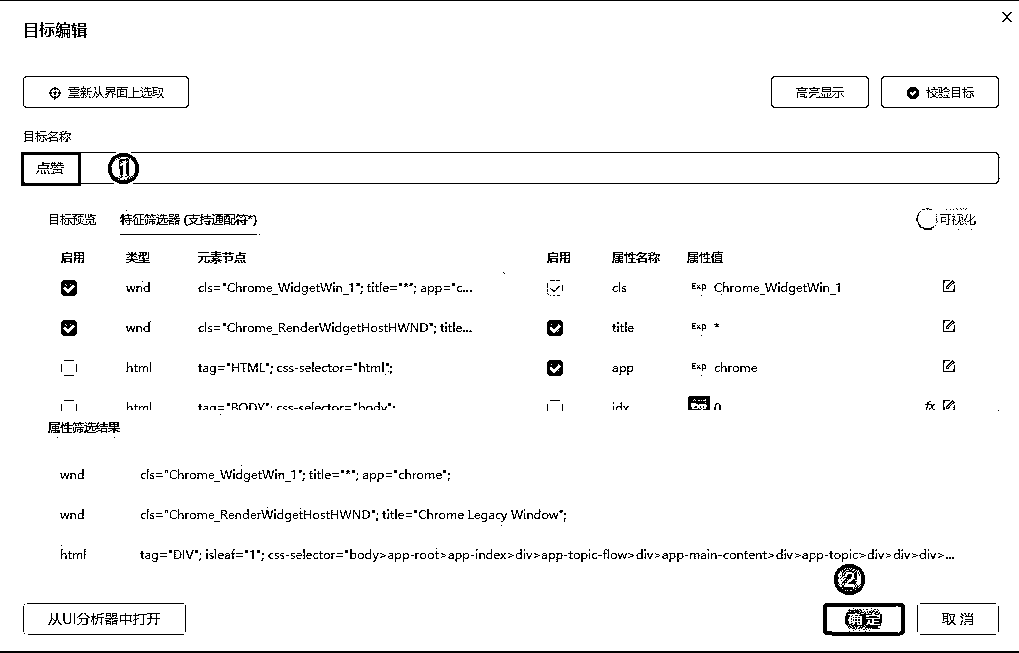 目标编辑
重新从界面上选取 高亮显示 校验目标
目标名称
点赞 ①
目标预览 特征筛选器 (支持通配符*) 可视化
启用 类型 元素节点 启用 属性名称 属性值
wnd cls="Chrome_WidgetWin_1"; title="*"; app="c... cls Exp Chrome_WidgetWin_1
wnd cls="Chrome_RenderWidgetHostHWND"; title... title Exp *
html tag="HTML"; css-selector="html"; app Exp chrome
html tag="BODY"; css-selector="body"; idx Exp 0 fx
属性筛选结果
wnd cls="Chrome_WidgetWin_1"; title="*"; app="chrome";
wnd cls="Chrome_RenderWidgetHostHWND"; title="Chrome Legacy Window";
html tag="DIV"; isleaf="1"; css-selector="body>app-root>app-index>div>app-topic-flow>div>app-main-content>div>app-topic>div>div>div>...
②
从UI分析器中打开 确定 取消